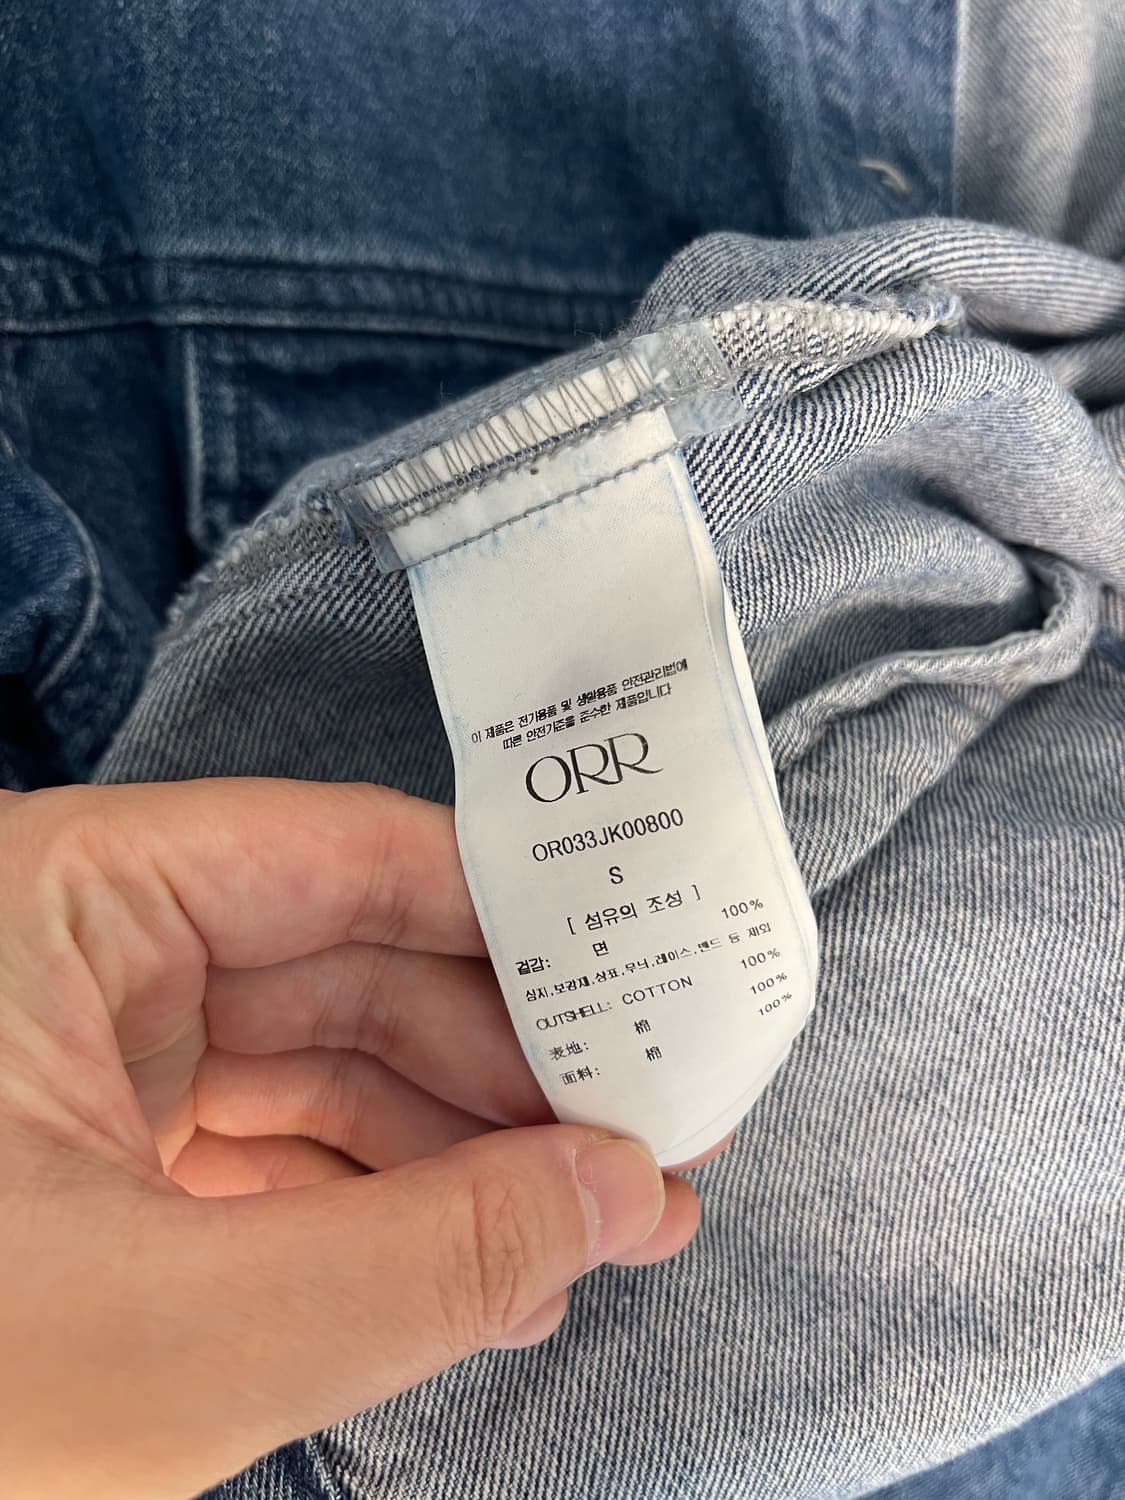 이 제품은 전기용품 및 생활용품 안전관리법에
따른 안전기준을 준수한 제품입니다
ORR
OR033JK00800
S
[ 섬유의 조성 ]
겉감: 면 100%
심지,보강재,상표,무늬,레이스,밴드 등 제외
OUTSHELL: COTTON 100%
表地: 棉 100%
面料: 棉 100%